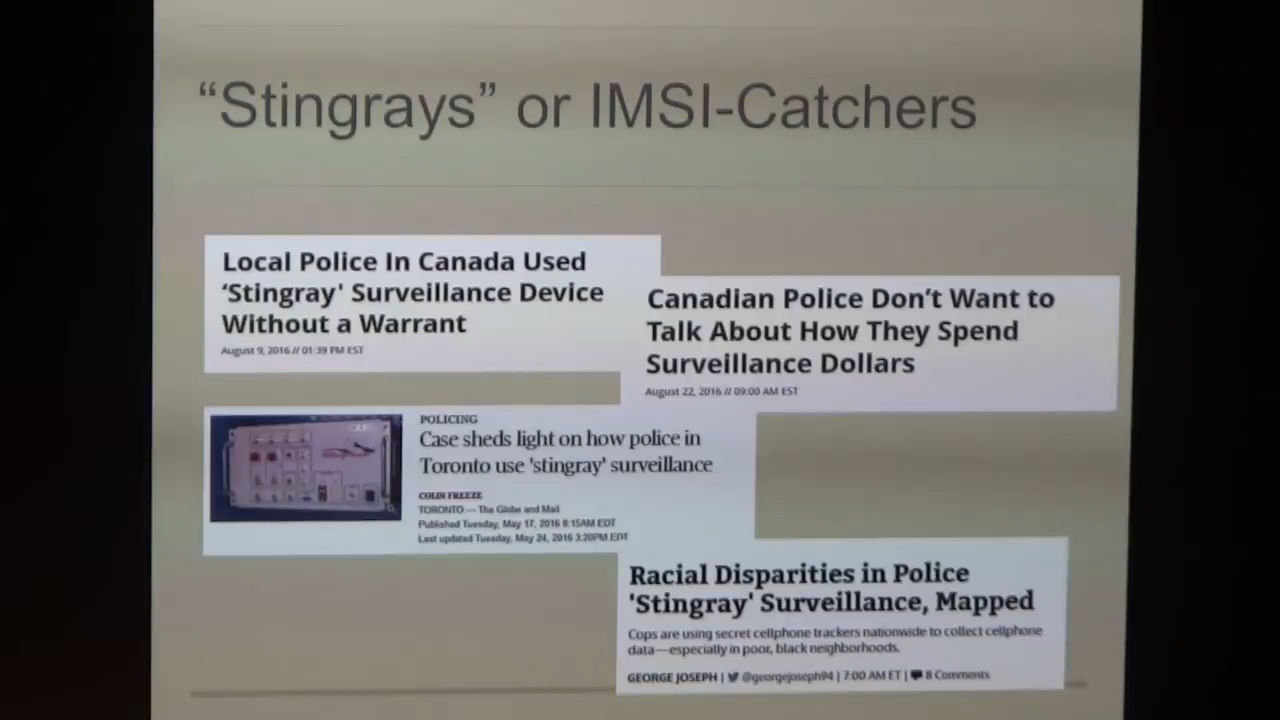 “Stingrays” or IMSI-Catchers
Local Police In Canada Used
‘Stingray' Surveillance Device
Without a Warrant
August 9, 2016 // 01:39 PM EST
Canadian Police Don’t Want to
Talk About How They Spend
Surveillance Dollars
August 22, 2016 // 09:00 AM EST
POLICING
Case sheds light on how police in
Toronto use 'stingray' surveillance
COLIN FREEZE
TORONTO — The Globe and Mail
Published Tuesday, May 17, 2016 8:15AM EDT
Last updated Tuesday, May 24, 2016 3:20PM EDT
Racial Disparities in Police
'Stingray' Surveillance, Mapped
Cops are using secret cellphone trackers nationwide to collect cellphone
data—especially in poor, black neighborhoods.
GEORGE JOSEPH | @georgejoseph94 | 7:00 AM ET | 8 Comments